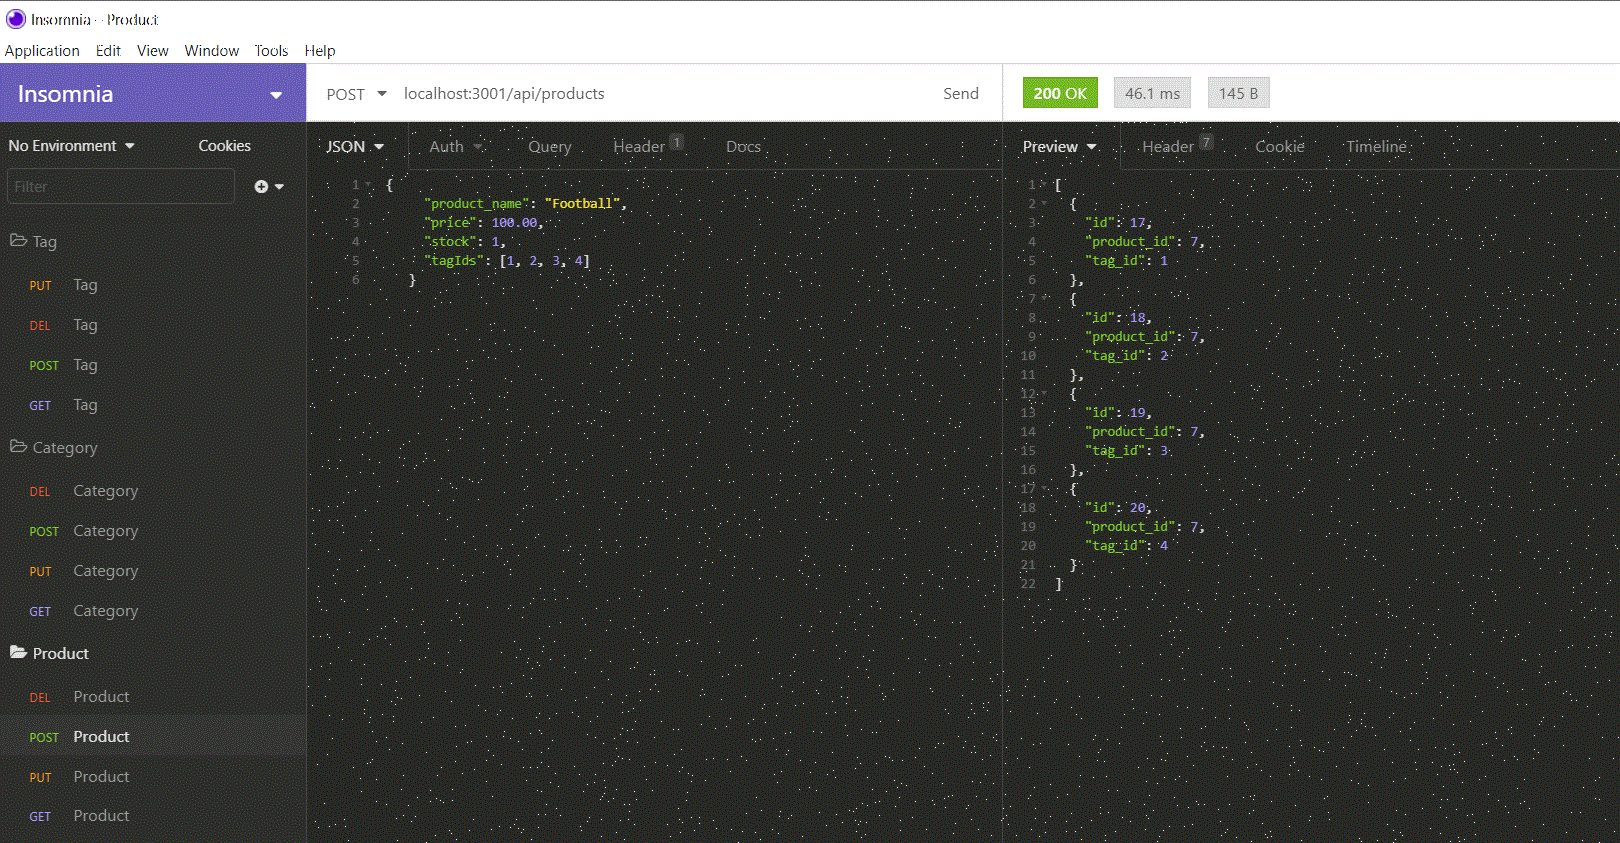 Insomnia - Product
Application Edit View Window Tools Help
Insomnia
POST localhost:3001/api/products Send
200 OK 46.1 ms 145 B
No Environment Cookies
Filter
Tag
PUT Tag
DEL Tag
POST Tag
GET Tag
Category
DEL Category
POST Category
PUT Category
GET Category
Product
DEL Product
POST Product
PUT Product
GET Product
JSON Auth Query Header 1 Docs
1 {
2 "product_name": "Football",
3 "price": 100.00,
4 "stock": 1,
5 "tagIds": [1, 2, 3, 4]
6 }
Preview Header 7 Cookie Timeline
1 [
2 {
3 "id": 17,
4 "product_id": 7,
5 "tag_id": 1
6 },
7 {
8 "id": 18,
9 "product_id": 7,
10 "tag_id": 2
11 },
12 {
13 "id": 19,
14 "product_id": 7,
15 "tag_id": 3
16 },
17 {
18 "id": 20,
19 "product_id": 7,
20 "tag_id": 4
21 }
22 ]